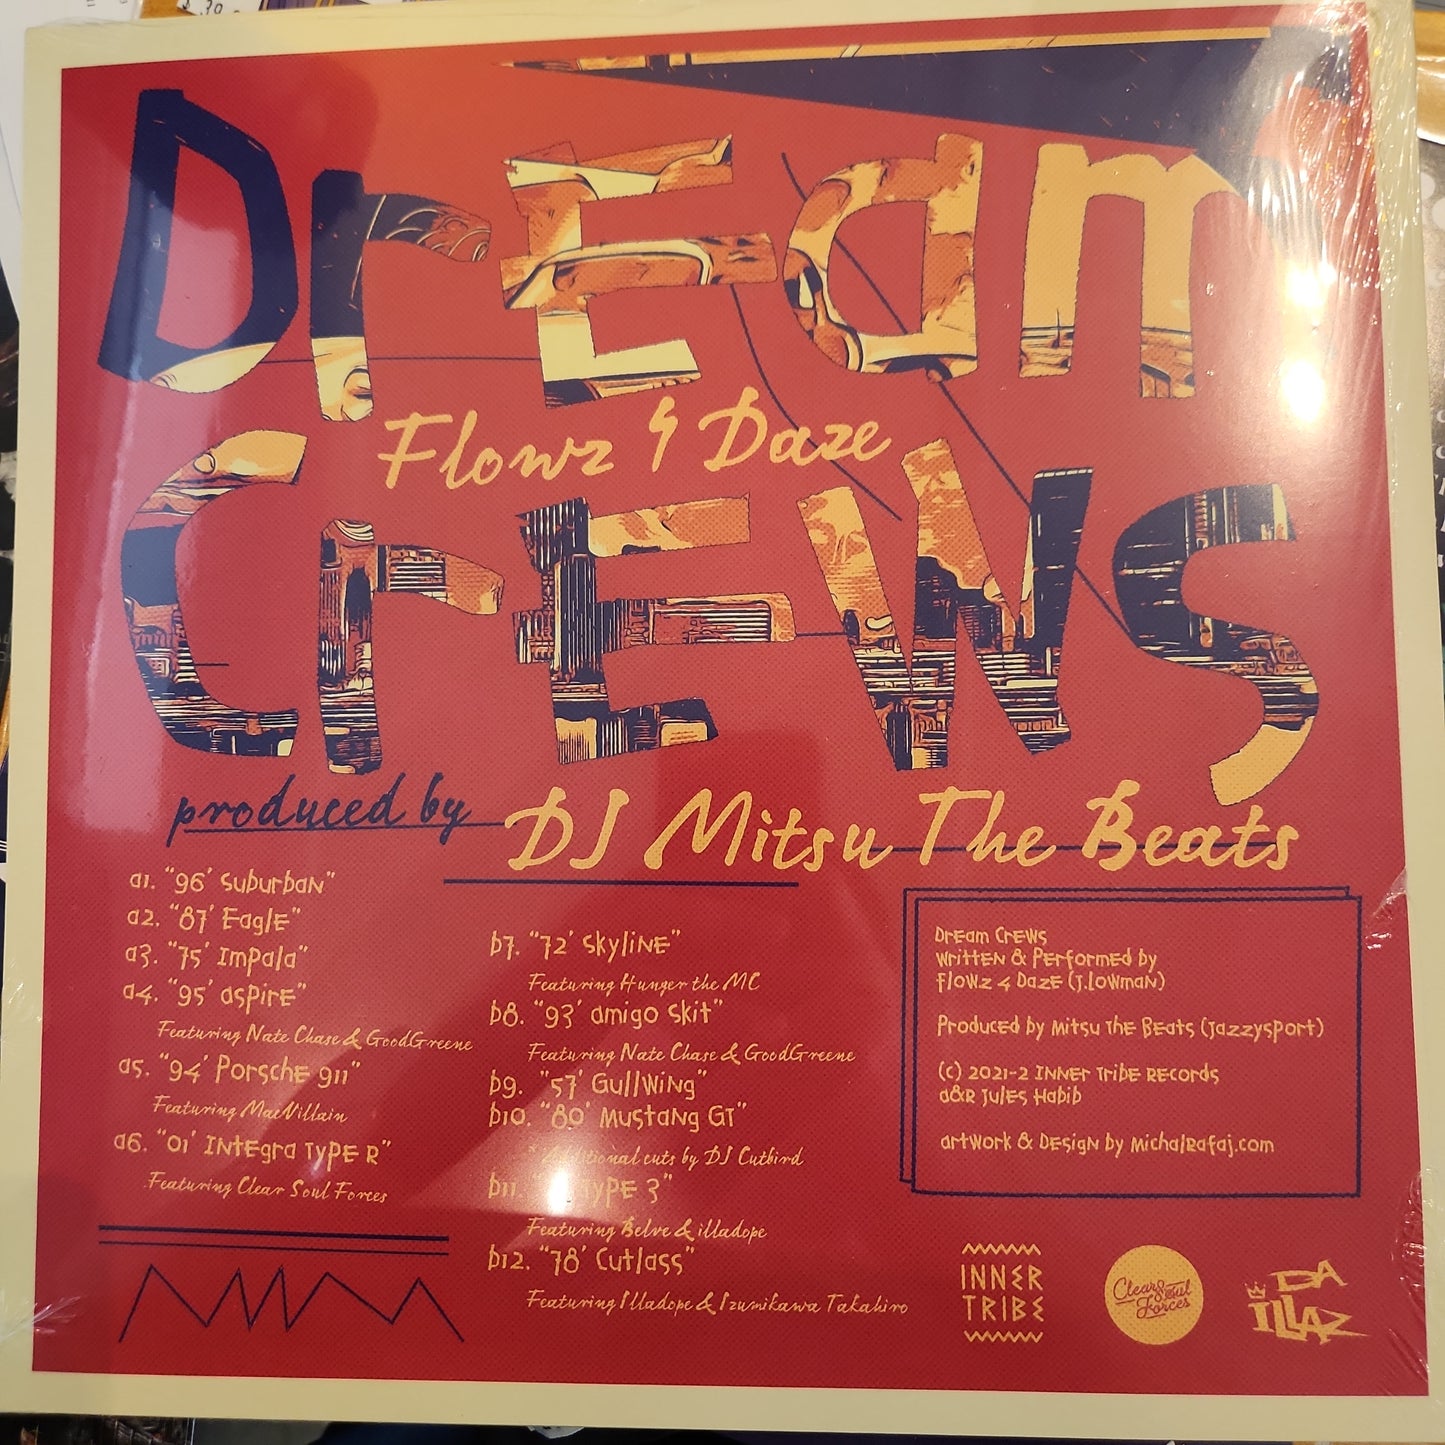 Dream
Flowz 4 Daze
Crews
produced by
DJ Mitsu The Beats
a1. "96' Suburban"
a2. "87' Eagle"
a3. "75' Impala"
a4. "95' aspire"
Featuring Nate Chase & GoodGreene
a5. "94' Porsche 911"
Featuring MacVillain
a6. "01' Integra Type R"
Featuring Clear Soul Forces
b7. "72' Skyline"
Featuring Hunger the MC
b8. "93' amigo Skit"
Featuring Nate Chase & GoodGreene
b9. "57' Gullwing"
b10. "80' Mustang GT"
cuts by DJ Cutbird
b11. Type 3"
Featuring Belve & illadope
b12. "78' Cutlass"
Featuring Illadope & Izumikawa Takahiro
Dream Crews
Written & Performed by
Flowz 4 Daze (J.Lowman)
Produced by Mitsu The Beats (Jazzysport)
(c) 2021-2 Inner Tribe Records
a&R Jules Habib
artwork & Design by MichalRafaj.com
INNER
TRIBE
Clear Soul
Forces
DA
ILLAZ